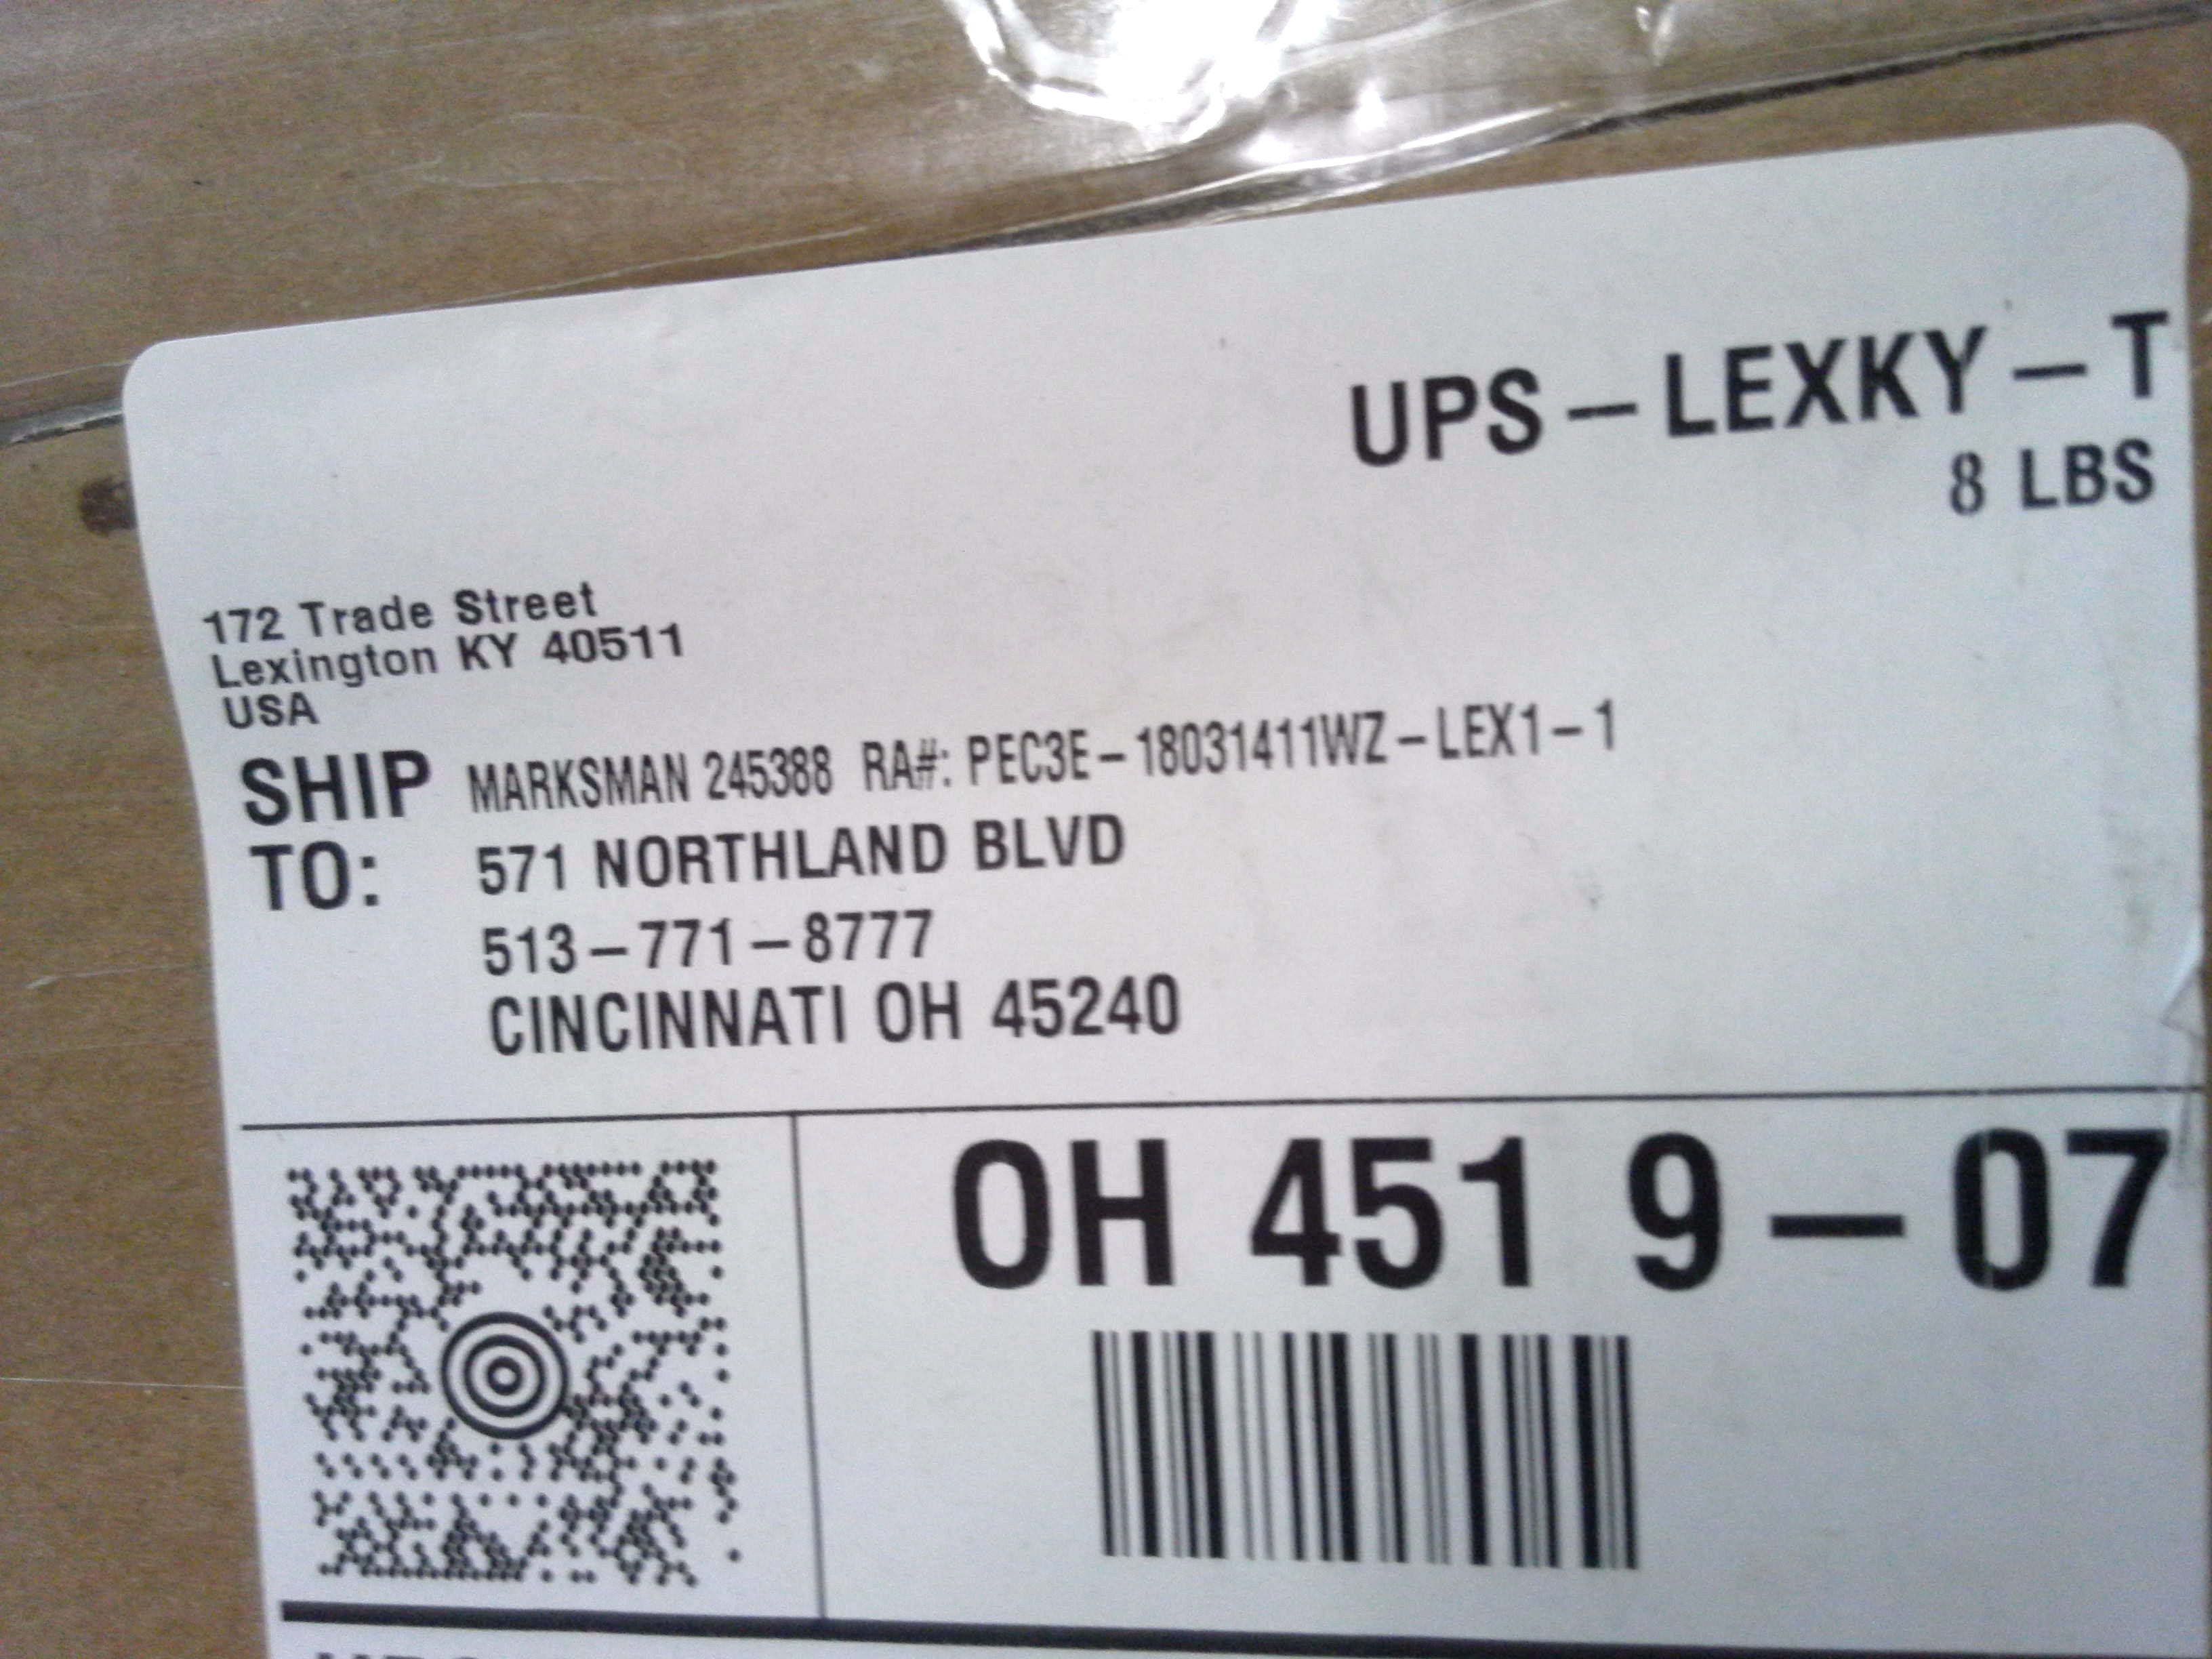 UPS – LEXKY – T
8 LBS
172 Trade Street
Lexington KY 40511
USA
SHIP TO: MARKSMAN 245388 RA#: PEC3E – 18031411WZ – LEX1 – 1
571 NORTHLAND BLVD
513 – 771 – 8777
CINCINNATI OH 45240
OH 451 9 – 07